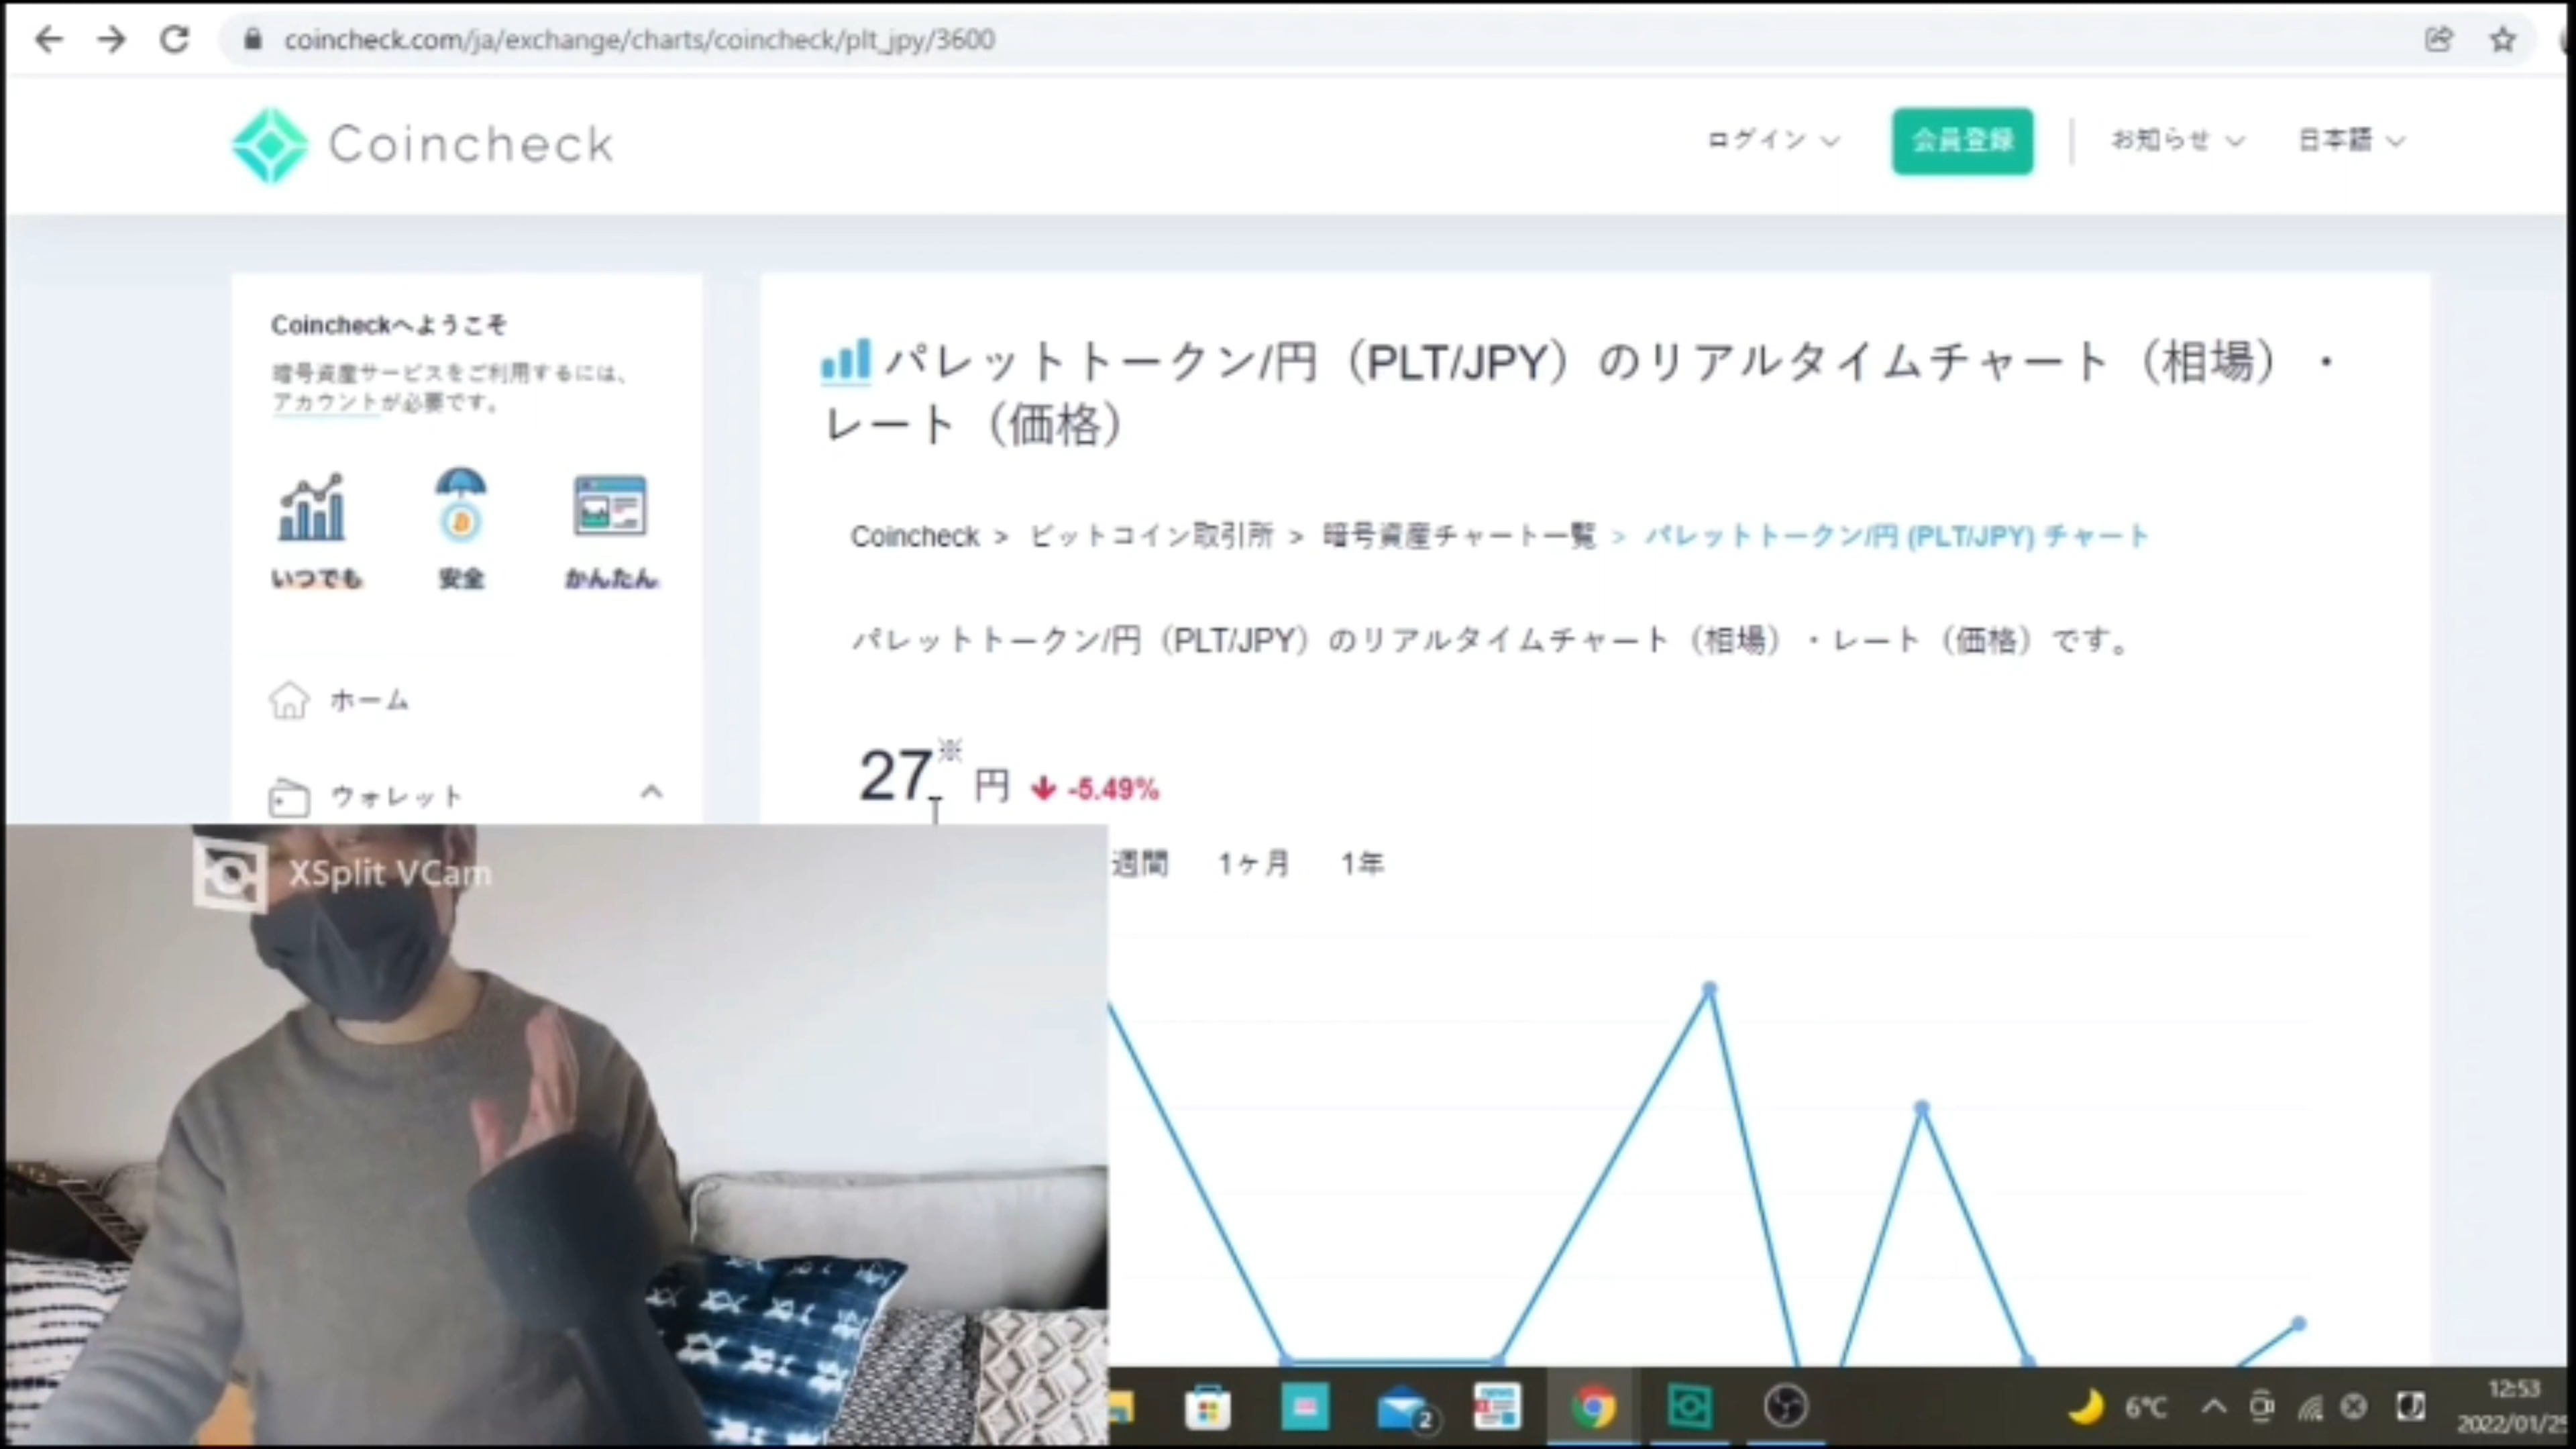 coincheck.com/ja/exchange/charts/coincheck/plt_jpy/3600
Coincheck
ログイン
会員登録
お知らせ
日本語
Coincheckへようこそ
暗号資産サービスをご利用するには、
アカウントが必要です。
いつでも
安全
かんたん
ホーム
ウォレット
パレットトークン/円（PLT/JPY）のリアルタイムチャート（相場）・
レート（価格）
Coincheck > ビットコイン取引所 > 暗号資産チャート一覧 > パレットトークン/円 (PLT/JPY) チャート
パレットトークン/円（PLT/JPY）のリアルタイムチャート（相場）・レート（価格）です。
27※ 円 -5.49%
週間 1ヶ月 1年
XSplit VCam
2
6℃
12:53
2022/01/25